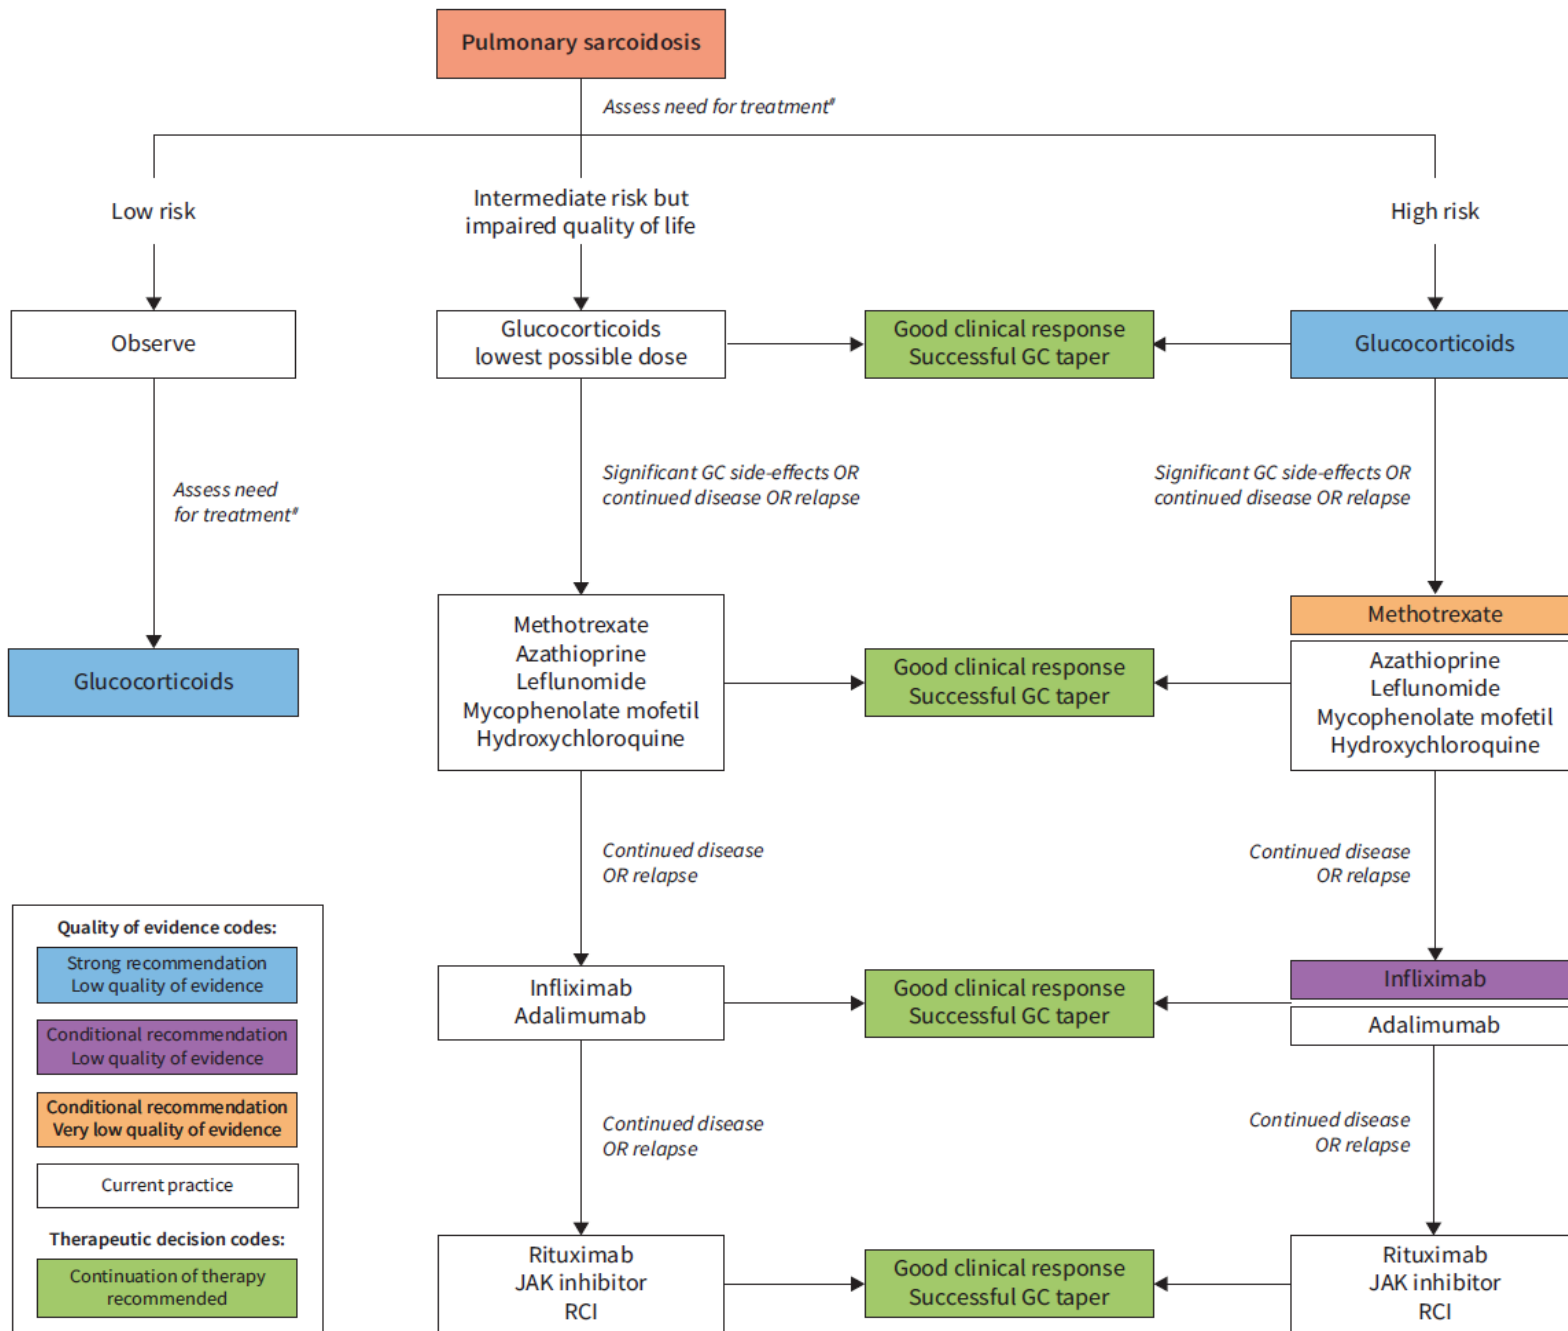 Pulmonary sarcoidosis
Assess need for treatment#
Low risk
Intermediate risk but
impaired quality of life
High risk
Observe
Glucocorticoids
lowest possible dose
Good clinical response
Successful GC taper
Glucocorticoids
Assess need
for treatment#
Significant GC side-effects OR
continued disease OR relapse
Significant GC side-effects OR
continued disease OR relapse
Glucocorticoids
Methotrexate
Azathioprine
Leflunomide
Mycophenolate mofetil
Hydroxychloroquine
Good clinical response
Successful GC taper
Methotrexate
Azathioprine
Leflunomide
Mycophenolate mofetil
Hydroxychloroquine
Continued disease
OR relapse
Continued disease
OR relapse
Infliximab
Adalimumab
Good clinical response
Successful GC taper
Infliximab
Adalimumab
Continued disease
OR relapse
Continued disease
OR relapse
Rituximab
JAK inhibitor
RCI
Good clinical response
Successful GC taper
Rituximab
JAK inhibitor
RCI
Quality of evidence codes:
Strong recommendation
Low quality of evidence
Conditional recommendation
Low quality of evidence
Conditional recommendation
Very low quality of evidence
Current practice
Therapeutic decision codes:
Continuation of therapy
recommended